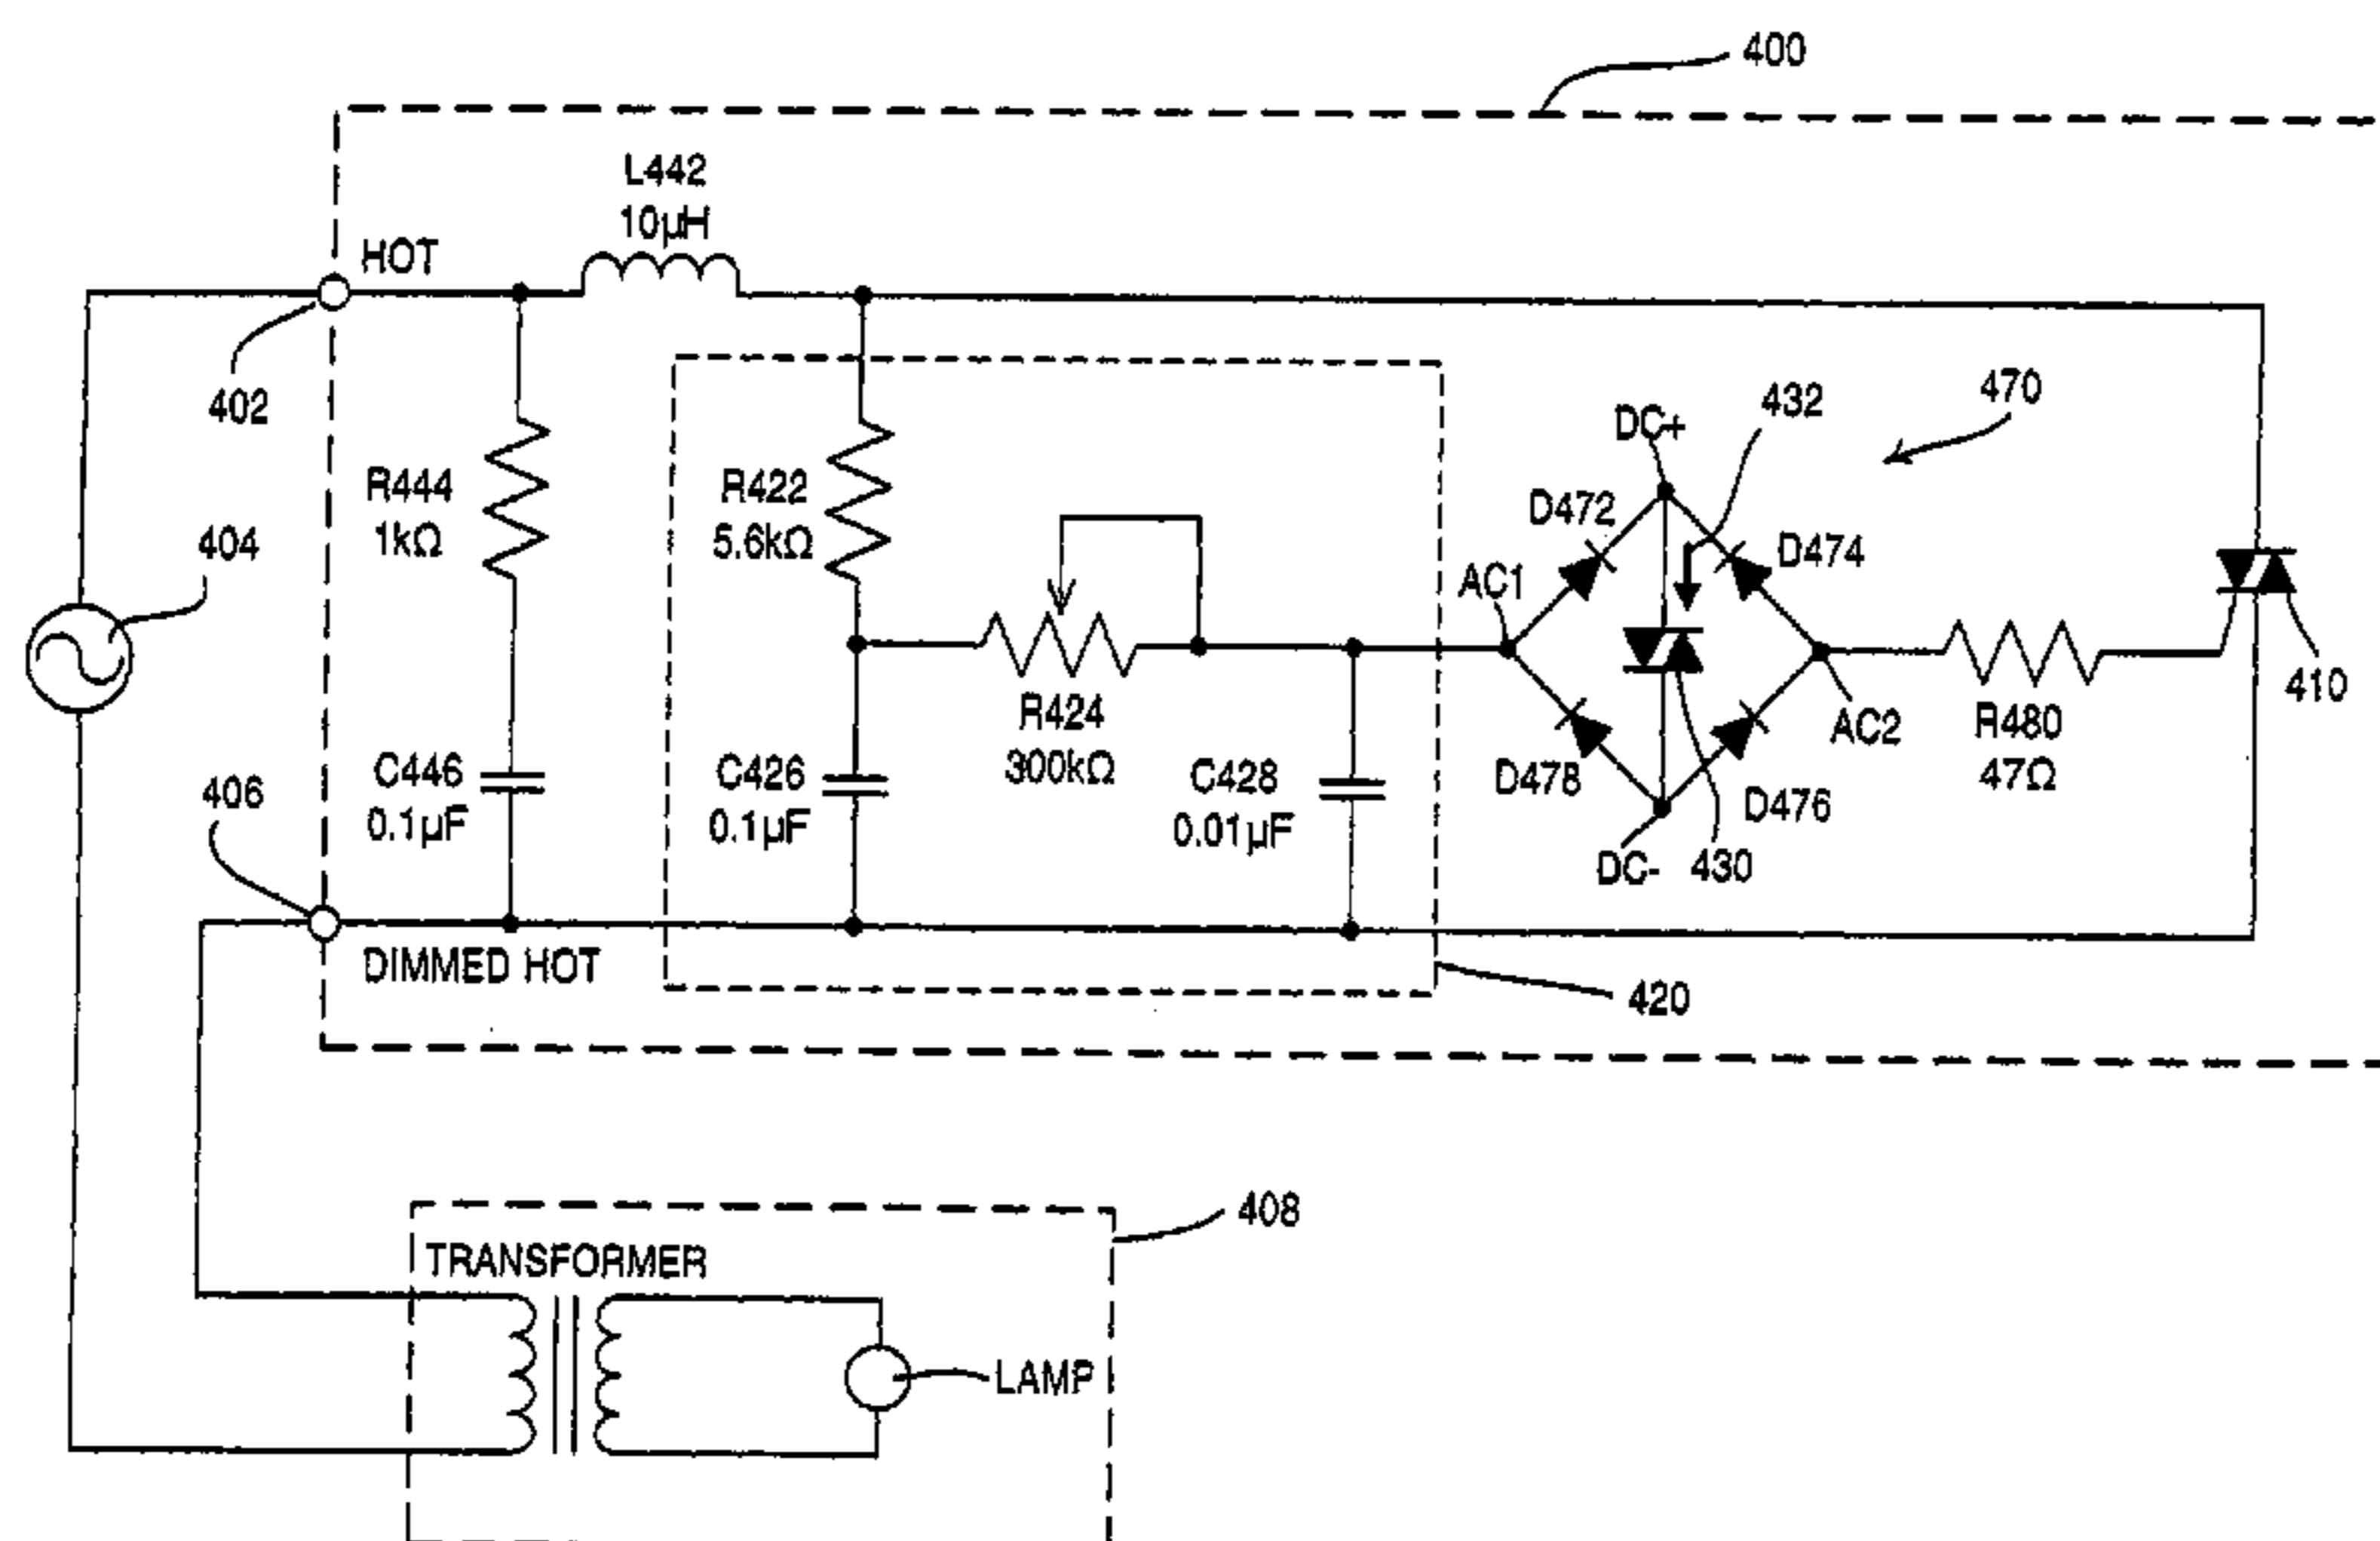 400
L442
10µH
HOT
402
404
R444
1kΩ
R422
5.6kΩ
DC+
432
470
D472
D474
AC1
R424
300kΩ
AC2
R480
47Ω
410
406
C446
0.1µF
C426
0.1µF
C428
0.01µF
D478
D476
DC-
430
DIMMED HOT
420
408
TRANSFORMER
LAMP